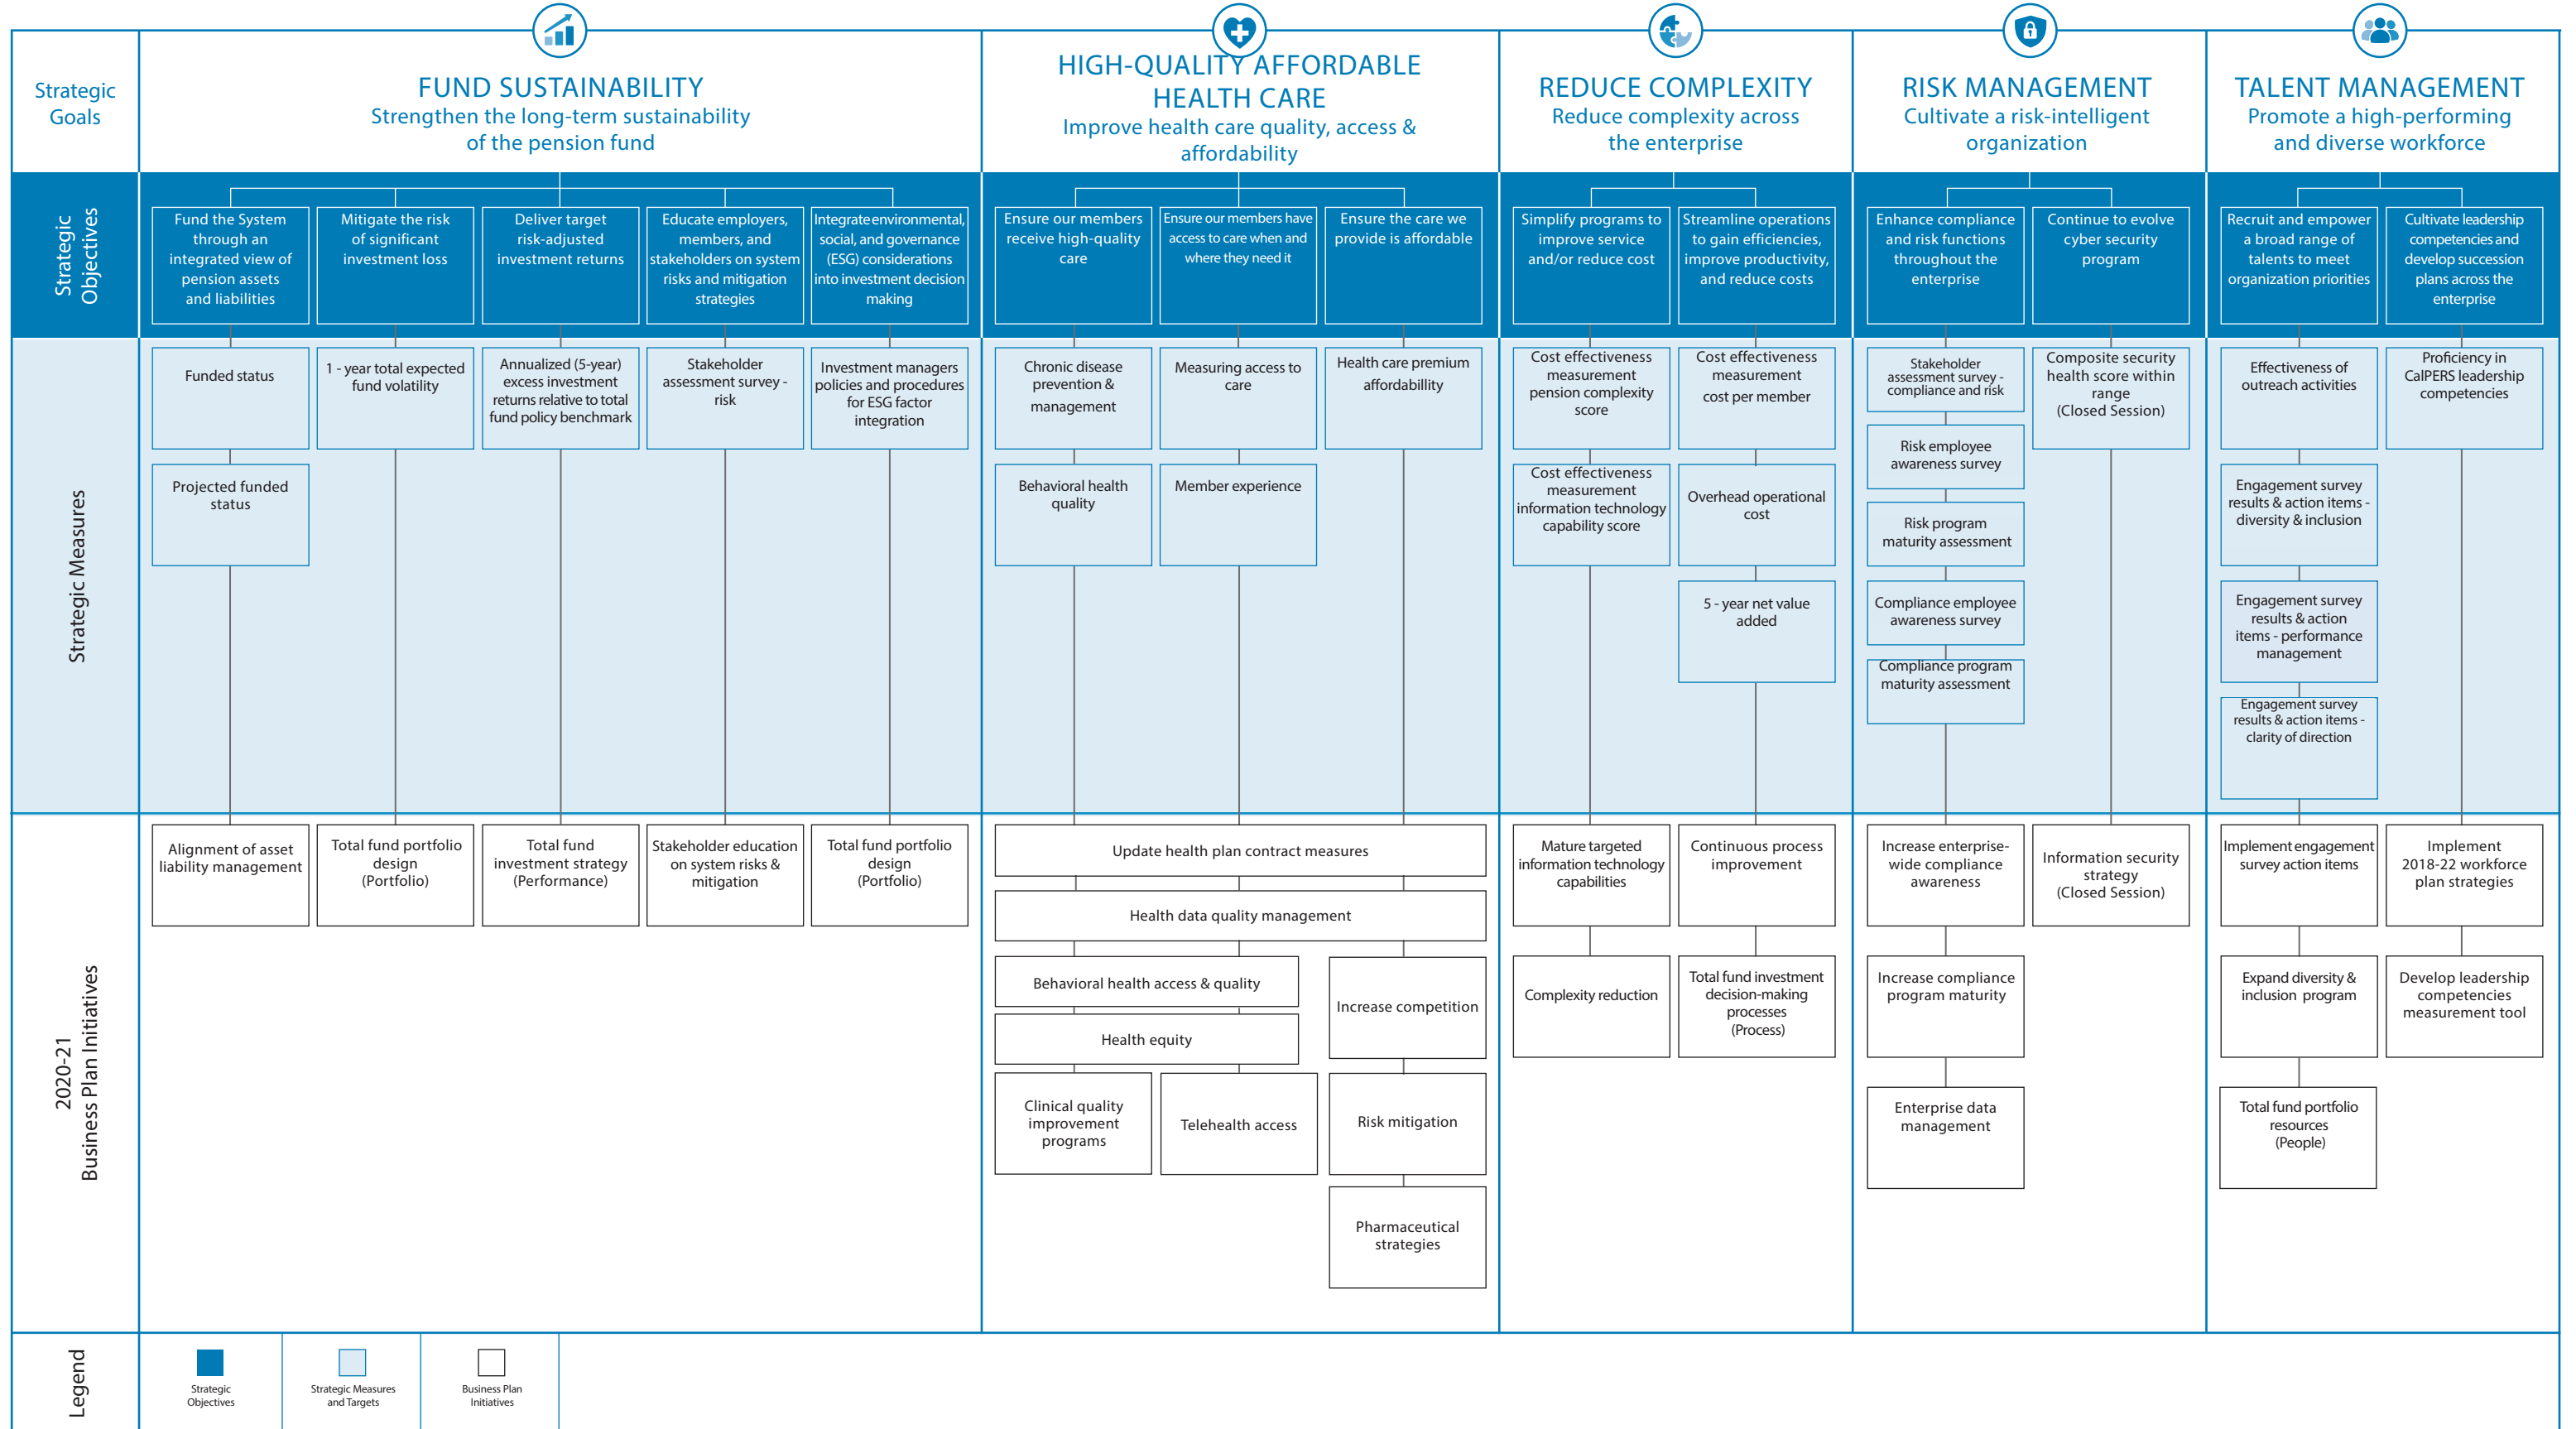 Strategic
Goals
FUND SUSTAINABILITY
Strengthen the long-term sustainability
of the pension fund
HIGH-QUALITY AFFORDABLE
HEALTH CARE
Improve health care quality, access &
affordability
REDUCE COMPLEXITY
Reduce complexity across
the enterprise
RISK MANAGEMENT
Cultivate a risk-intelligent
organization
TALENT MANAGEMENT
Promote a high-performing
and diverse workforce
Strategic
Objectives
Fund the System
through an
integrated view of
pension assets
and liabilities
Mitigate the risk
of significant
investment loss
Deliver target
risk-adjusted
investment returns
Educate employers,
members, and
stakeholders on system
risks and mitigation
strategies
Integrate environmental,
social, and governance
(ESG) considerations
into investment decision
making
Ensure our members
receive high-quality
care
Ensure our members have
access to care when and
where they need it
Ensure the care we
provide is affordable
Simplify programs to
improve service
and/or reduce cost
Streamline operations
to gain efficiencies,
improve productivity,
and reduce costs
Enhance compliance
and risk functions
throughout the
enterprise
Continue to evolve
cyber security
program
Recruit and empower
a broad range of
talents to meet
organization priorities
Cultivate leadership
competencies and
develop succession
plans across the
enterprise
Strategic Measures
Funded status
Projected funded
status
1 - year total expected
fund volatility
Annualized (5-year)
excess investment
returns relative to total
fund policy benchmark
Stakeholder
assessment survey -
risk
Investment managers
policies and procedures
for ESG factor
integration
Chronic disease
prevention &
management
Behavioral health
quality
Measuring access to
care
Member experience
Health care premium
affordabillity
Cost effectiveness
measurement
pension complexity
score
Cost effectiveness
measurement
information technology
capability score
Cost effectiveness
measurement
cost per member
Overhead operational
cost
5 - year net value
added
Stakeholder
assessment survey -
compliance and risk
Risk employee
awareness survey
Risk program
maturity assessment
Compliance employee
awareness survey
Compliance program
maturity assessment
Composite security
health score within
range
(Closed Session)
Effectiveness of
outreach activities
Engagement survey
results & action items -
diversity & inclusion
Engagement survey
results & action
items - performance
management
Engagement survey
results & action items -
clarity of direction
Proficiency in
CalPERS leadership
competencies
2020-21
Business Plan Initiatives
Alignment of asset
liability management
Total fund portfolio
design
(Portfolio)
Total fund
investment strategy
(Performance)
Stakeholder education
on system risks &
mitigation
Total fund portfolio
design
(Portfolio)
Update health plan contract measures
Health data quality management
Behavioral health access & quality
Health equity
Clinical quality
improvement
programs
Telehealth access
Increase competition
Risk mitigation
Pharmaceutical
strategies
Mature targeted
information technology
capabilities
Complexity reduction
Continuous process
improvement
Total fund investment
decision-making
processes
(Process)
Increase enterprise-
wide compliance
awareness
Increase compliance
program maturity
Enterprise data
management
Information security
strategy
(Closed Session)
Implement engagement
survey action items
Expand diversity &
inclusion program
Total fund portfolio
resources
(People)
Implement
2018-22 workforce
plan strategies
Develop leadership
competencies
measurement tool
Legend
Strategic
Objectives
Strategic Measures
and Targets
Business Plan
Initiatives